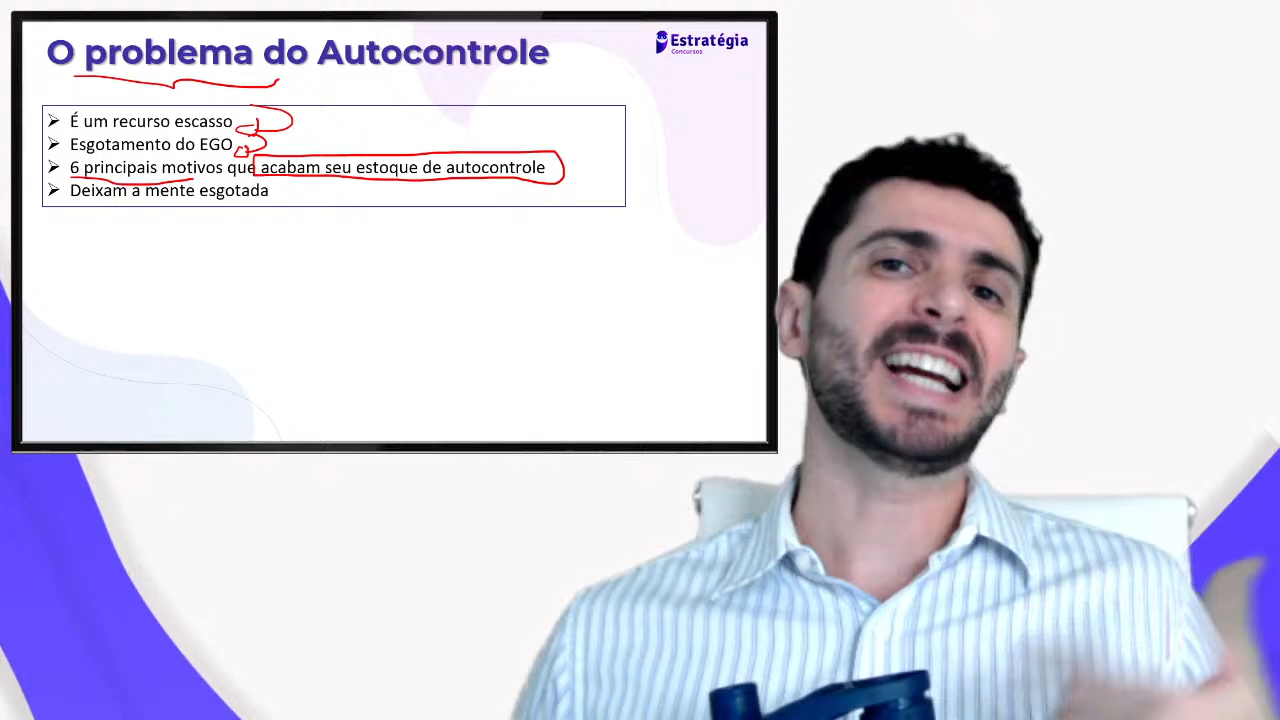 O problema do Autocontrole
Estratégia
Concursos
É um recurso escasso
Esgotamento do EGO
6 principais motivos que acabam seu estoque de autocontrole
Deixam a mente esgotada